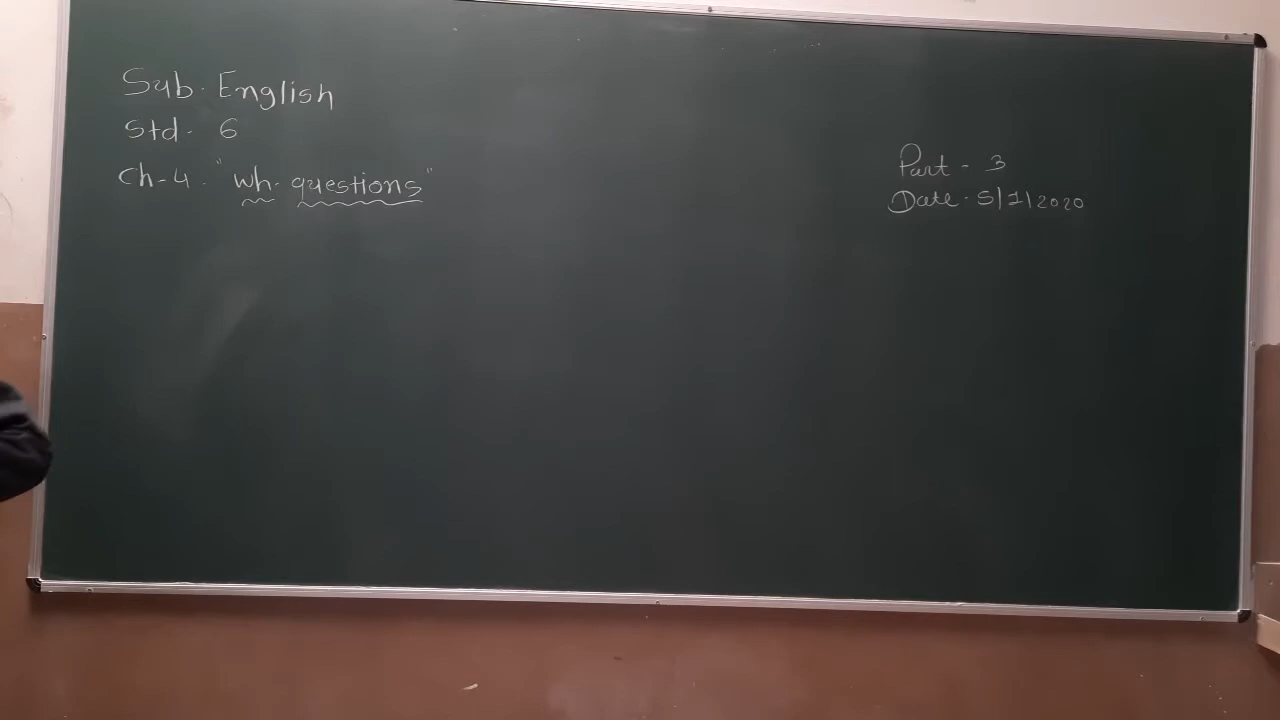 Sub. English
Std. 6
Ch-4. "Wh- questions"
Part - 3
Date. 5/1/2020